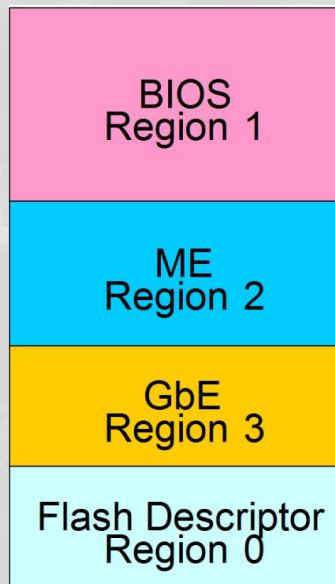 BIOS
Region 1
ME
Region 2
GbE
Region 3
Flash Descriptor
Region 0